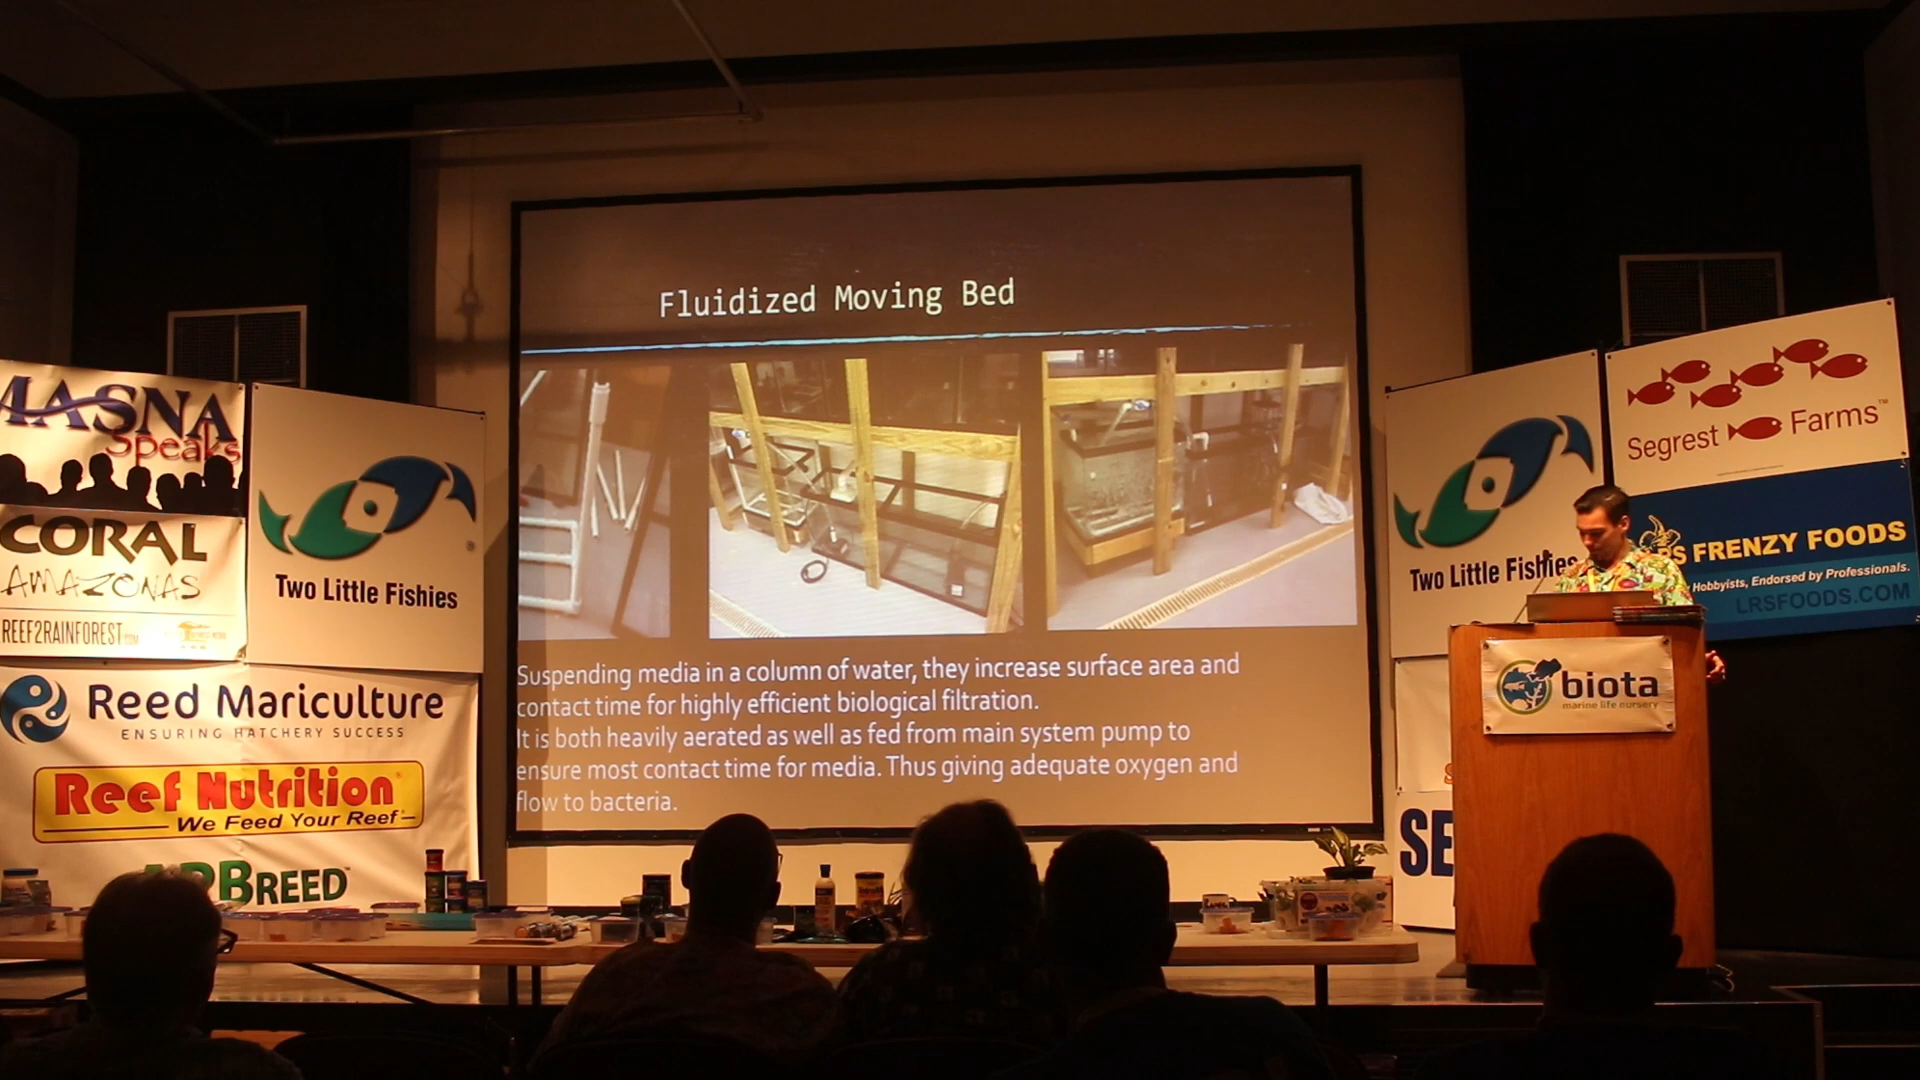 Fluidized Moving Bed
Suspending media in a column of water, they increase surface area and
contact time for highly efficient biological filtration.
It is both heavily aerated as well as fed from main system pump to
ensure most contact time for media. Thus giving adequate oxygen and
flow to bacteria.
MASNA
Speaks
CORAL
AMAZONAS
REEF2RAINFOREST.COM
Two Little Fishies
Reed Mariculture
ENSURING HATCHERY SUCCESS
Reef Nutrition
We Feed Your Reef
BREED™
Two Little Fishies
Segrest Farms™
FRENZY FOODS
Hobbyists, Endorsed by Professionals.
LRSFOODS.COM
biota
marine life nursery
SE